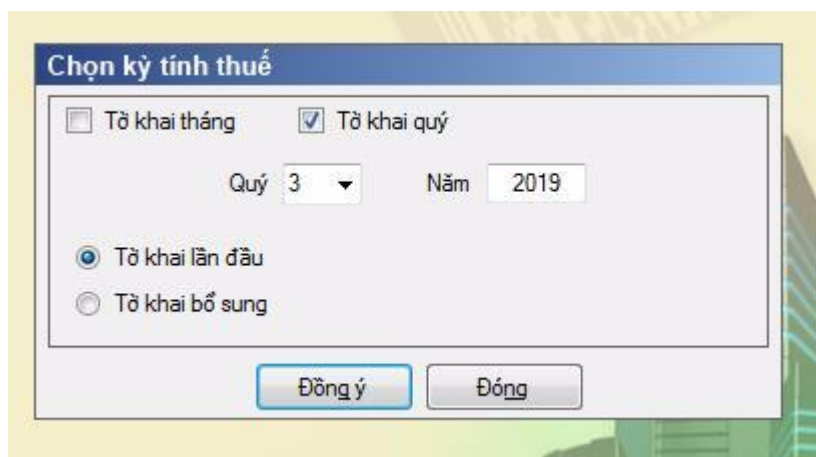 Chọn kỳ tính thuế
Tờ khai tháng Tờ khai quý
Quý 3 Năm 2019
Tờ khai lần đầu
Tờ khai bổ sung
Đồng ý Đóng